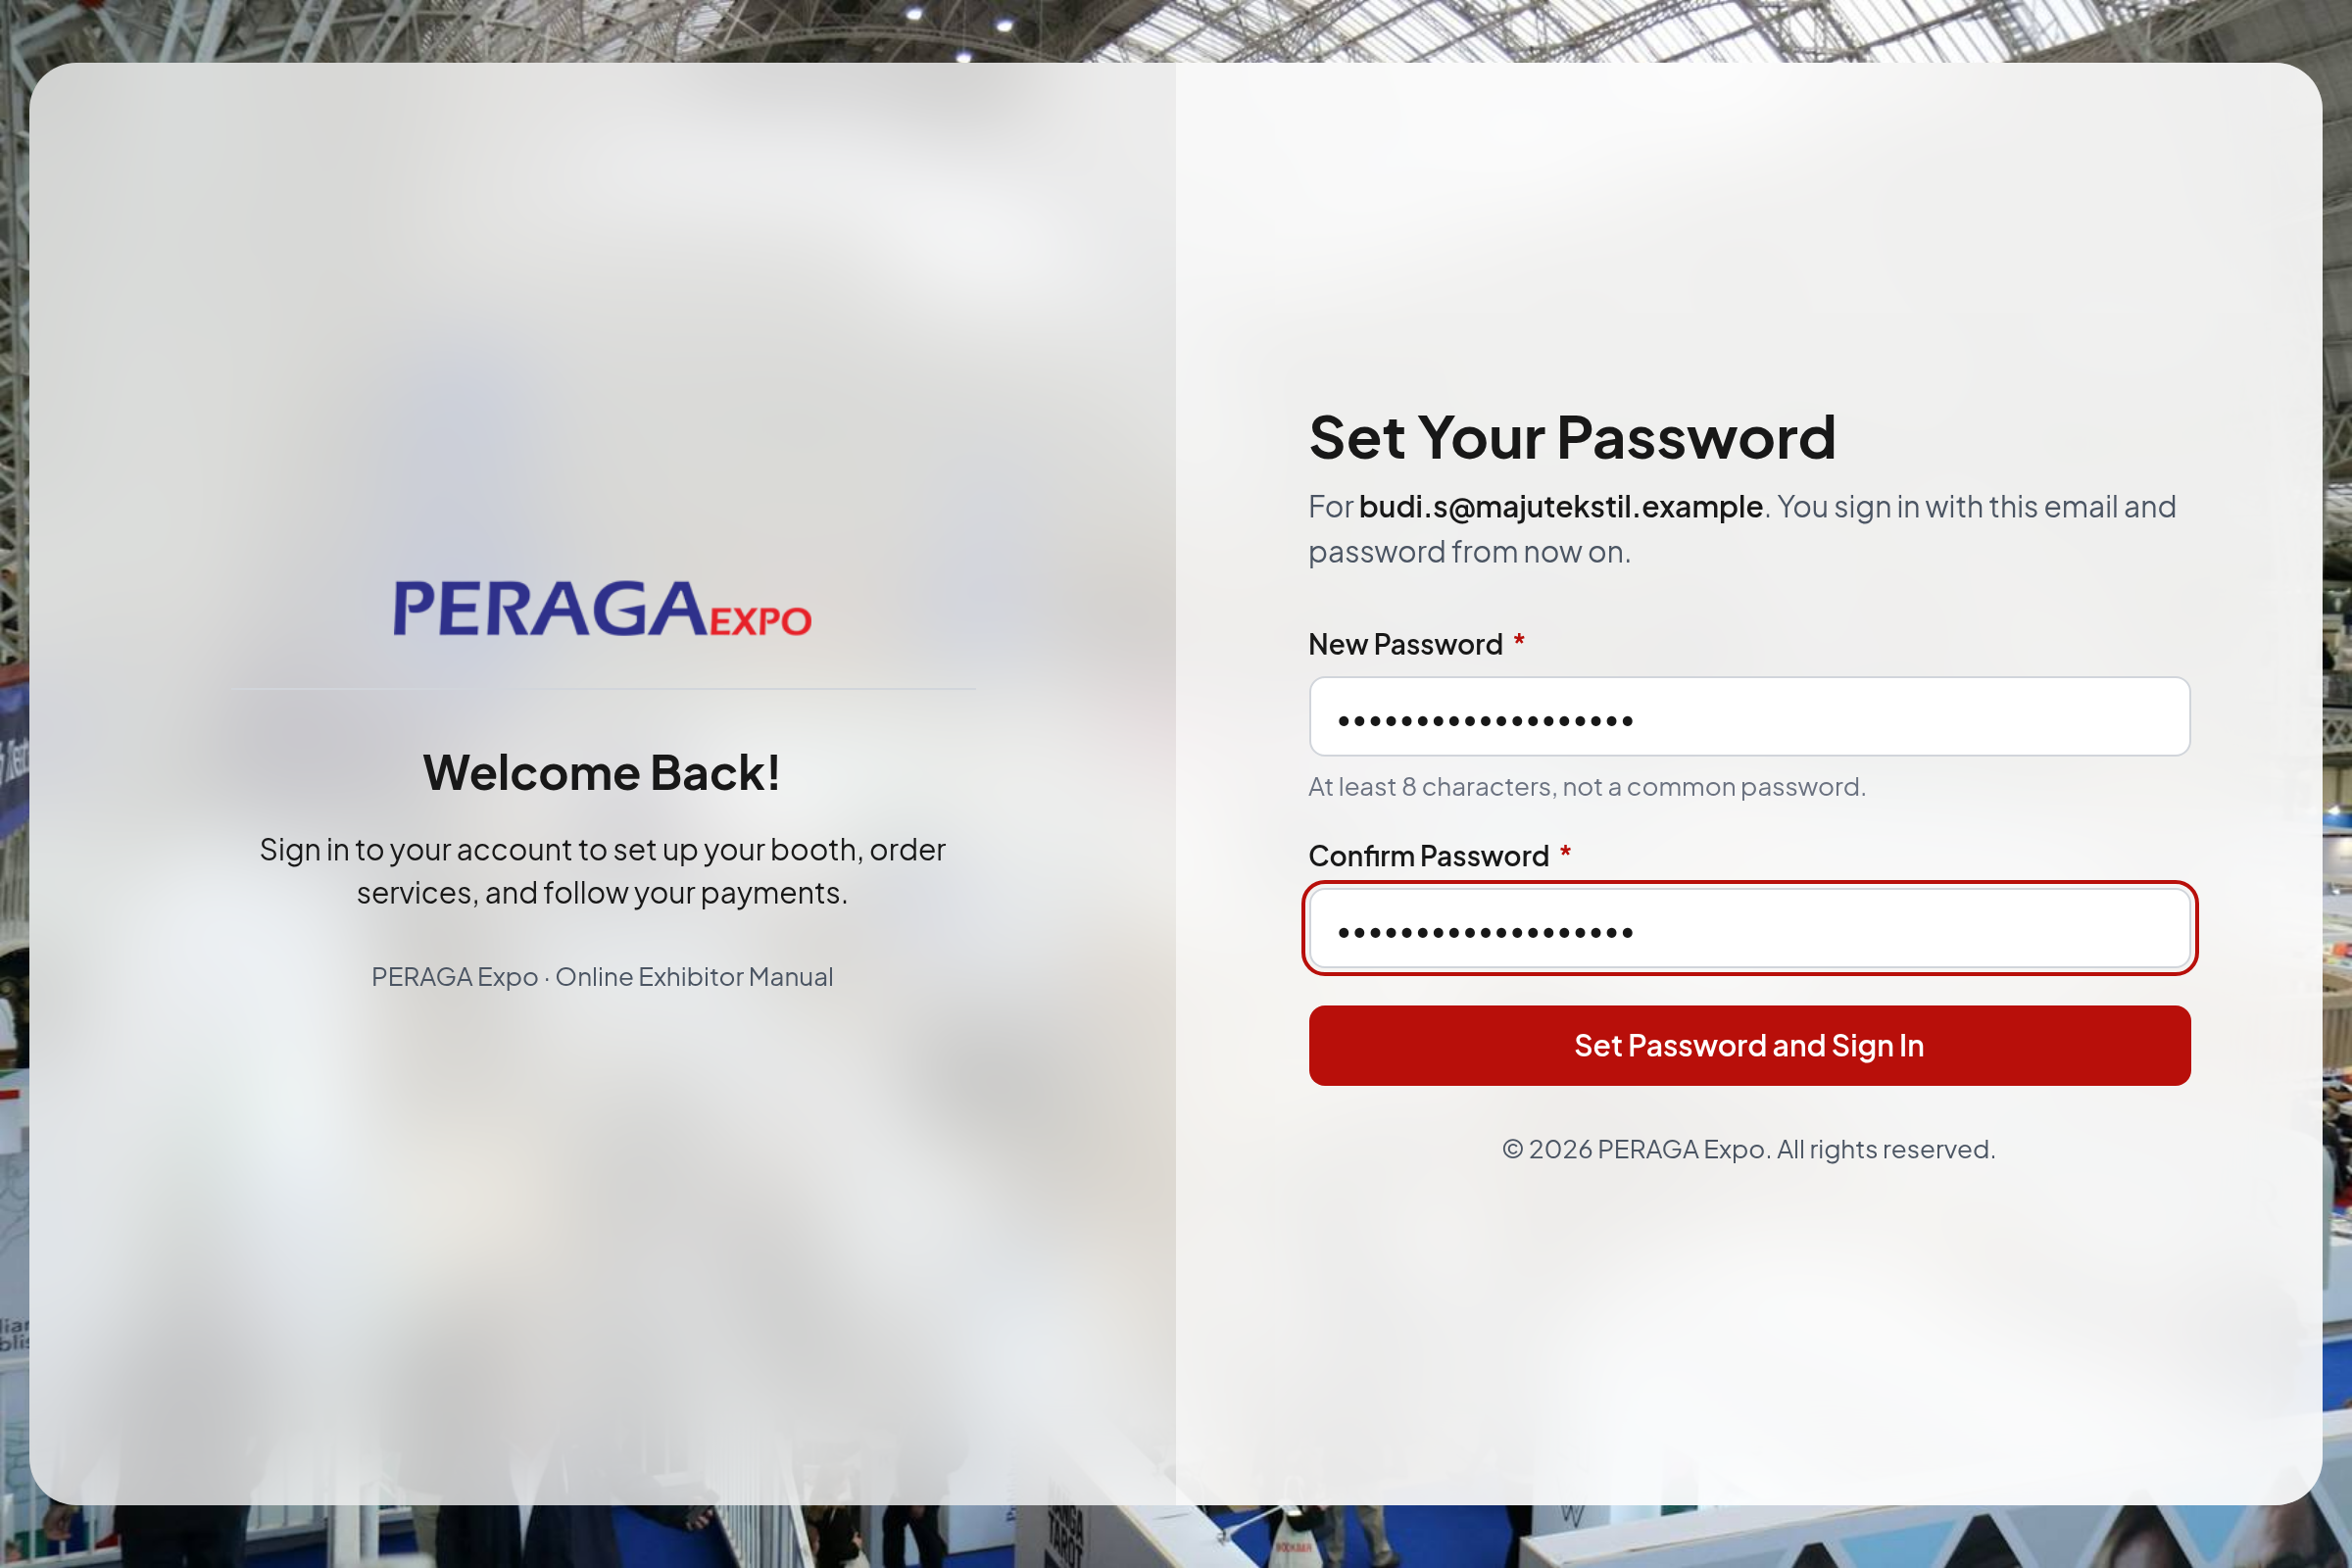 PERAGA EXPO
Welcome Back!
Sign in to your account to set up your booth, order
services, and follow your payments.
PERAGA Expo · Online Exhibitor Manual
Set Your Password
For budi.s@majutekstil.example. You sign in with this email and
password from now on.
New Password *
•••••••••••••••••••
At least 8 characters, not a common password.
Confirm Password *
•••••••••••••••••••
Set Password and Sign In
© 2026 PERAGA Expo. All rights reserved.